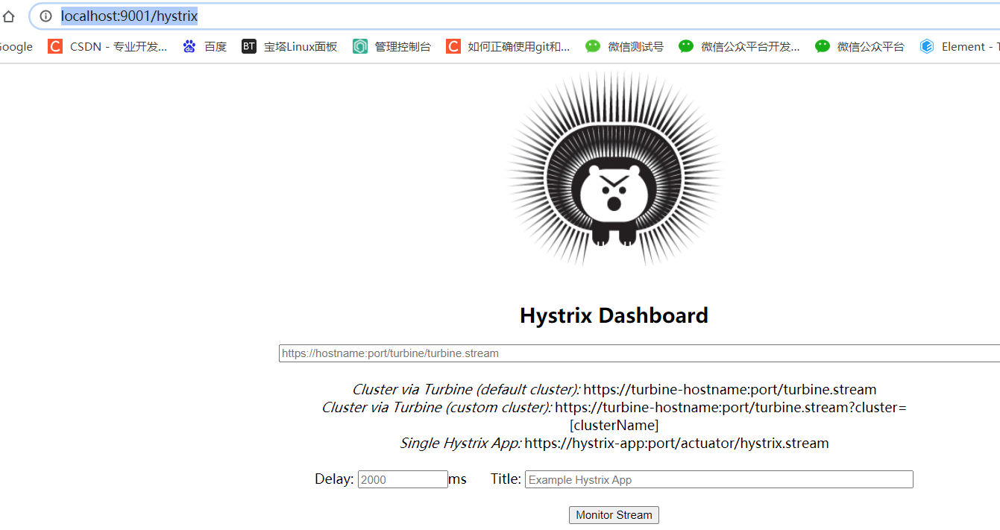 localhost:9001/hystrix
Google CSDN - 专业开发... 百度 BT 宝塔Linux面板 管理控制台 如何正确使用git和... 微信测试号 微信公众平台开发... 微信公众平台 Element - T
Hystrix Dashboard
https://hostname:port/turbine/turbine.stream
Cluster via Turbine (default cluster): https://turbine-hostname:port/turbine.stream
Cluster via Turbine (custom cluster): https://turbine-hostname:port/turbine.stream?cluster=
[clusterName]
Single Hystrix App: https://hystrix-app:port/actuator/hystrix.stream
Delay: 2000 ms Title: Example Hystrix App
Monitor Stream